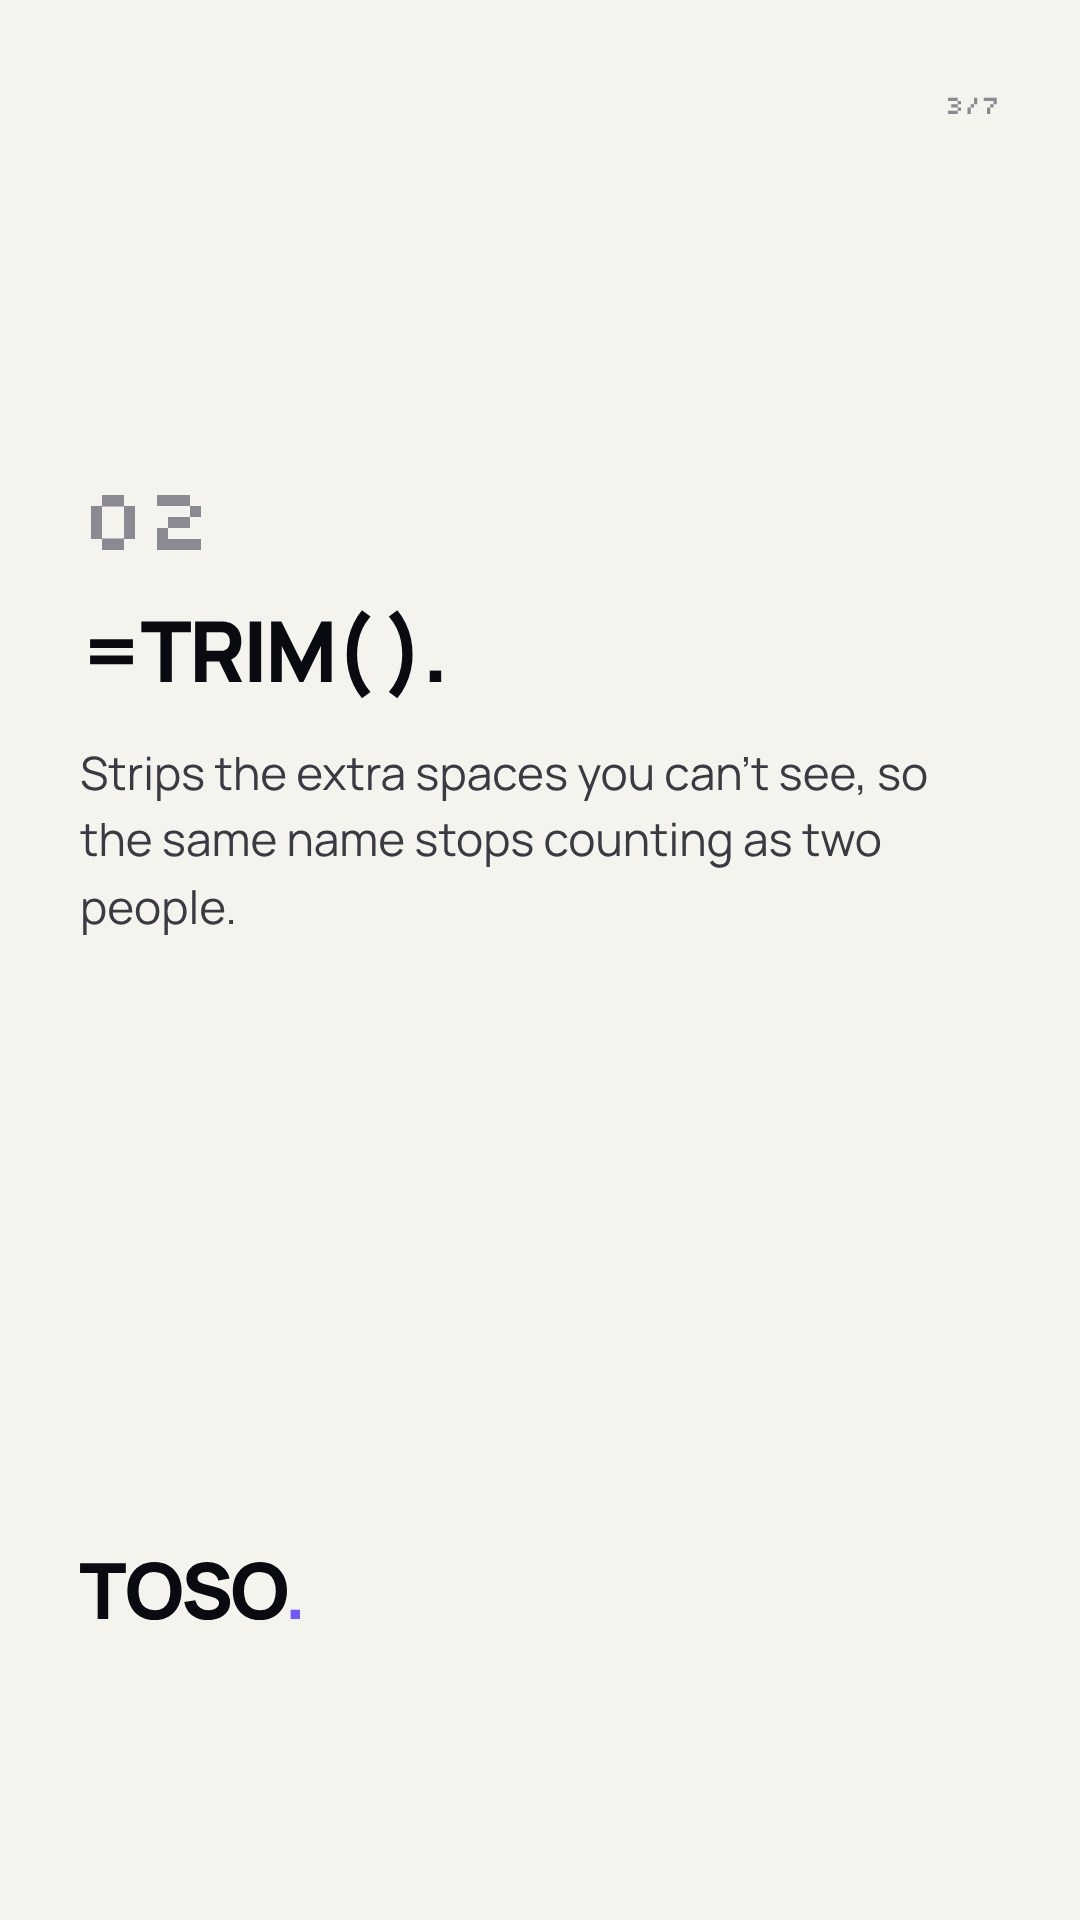 3/7
02
=TRIM().
Strips the extra spaces you can’t see, so
the same name stops counting as two
people.
TOSO.